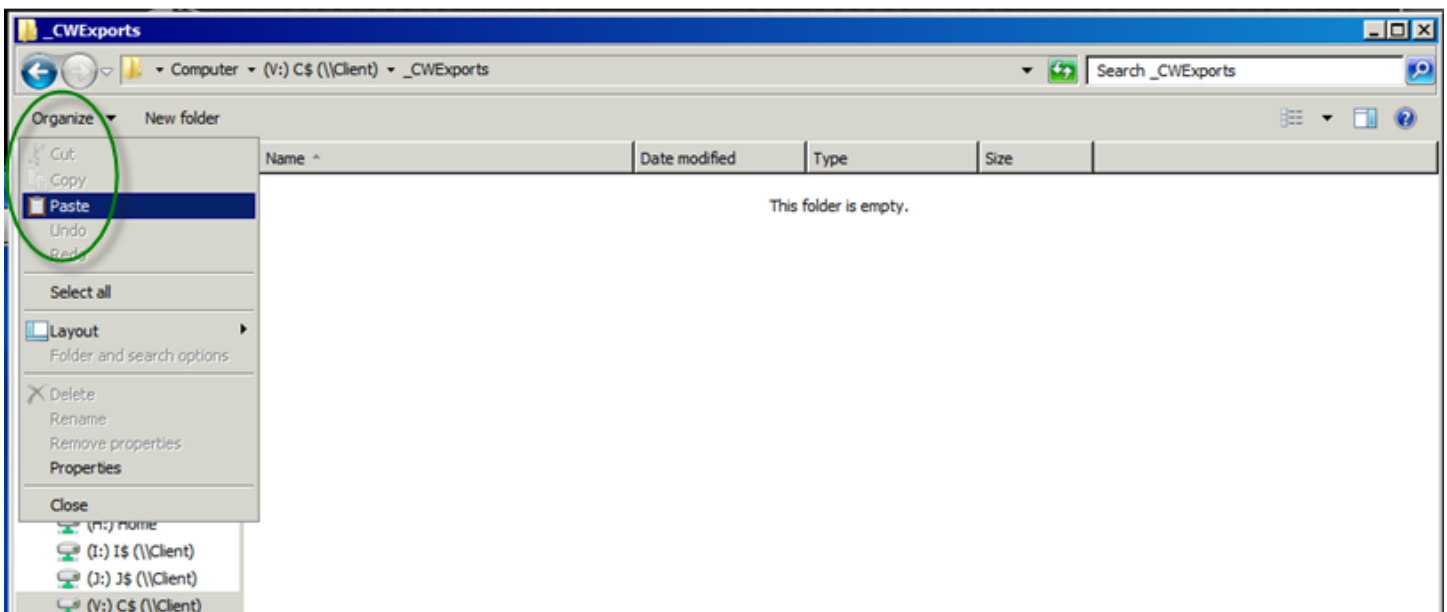 _CWExports
Computer (V:) C$ (\\Client) _CWExports
Search _CWExports
Organize New folder
Cut
Copy
Paste
Undo
Redo
Select all
Layout
Folder and search options
Delete
Rename
Remove properties
Properties
Close
Name Date modified Type Size
This folder is empty.
(H:) Home
(I:) I$ (\\Client)
(J:) J$ (\\Client)
(V:) C$ (\\Client)